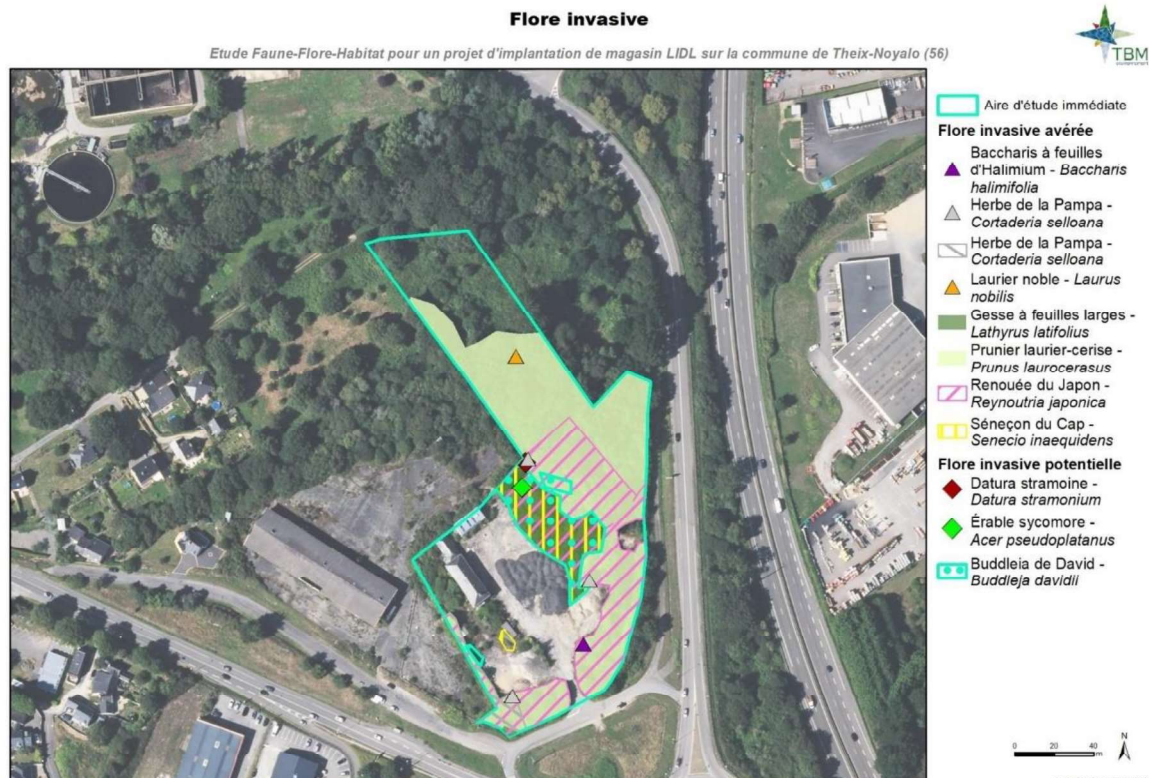 Flore invasive
Etude Faune-Flore-Habitat pour un projet d'implantation de magasin LIDL sur la commune de Theix-Noyalo (56)
TBM
Aire d'étude immédiate
Flore invasive avérée
Baccharis à feuilles
d'Halimium - Baccharis
halimifolia
Herbe de la Pampa -
Cortaderia selloana
Herbe de la Pampa -
Cortaderia selloana
Laurier noble - Laurus
nobilis
Gesse à feuilles larges -
Lathyrus latifolius
Prunier laurier-cerise -
Prunus laurocerasus
Renouée du Japon -
Reynoutria japonica
Séneçon du Cap -
Senecio inaequidens
Flore invasive potentielle
Datura stramoine -
Datura stramonium
Érable sycomore -
Acer pseudoplatanus
Buddleia de David -
Buddleja davidii
0 20 40
m
N